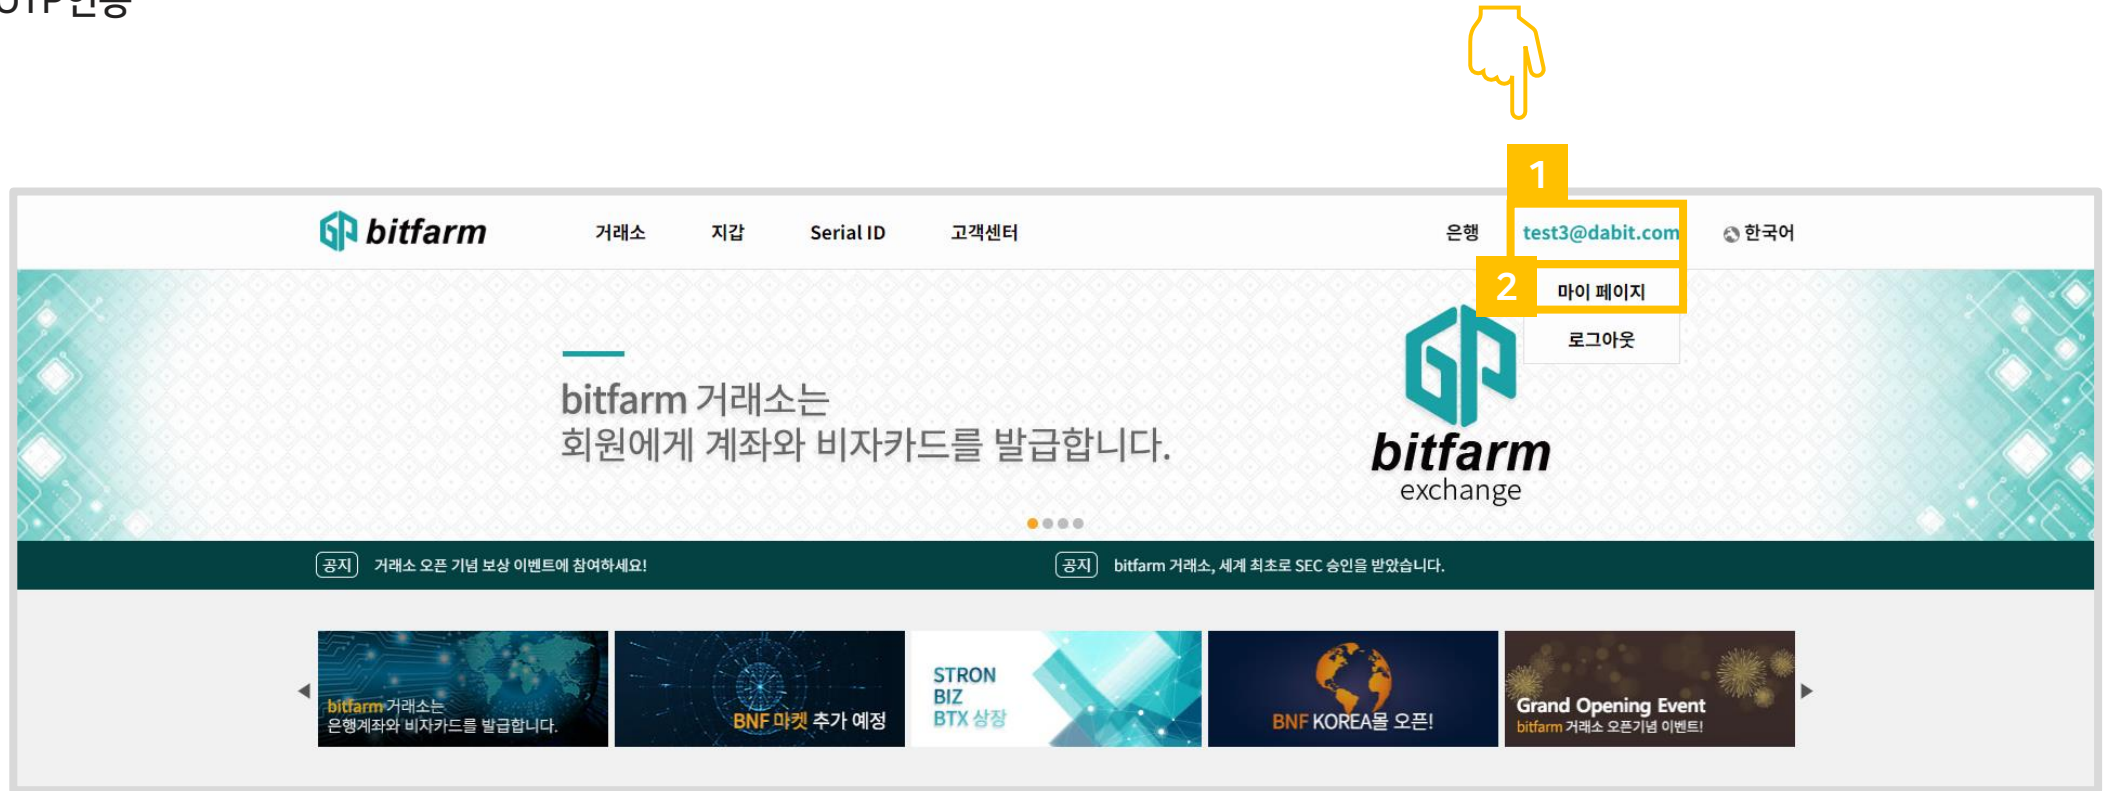 OTP인증
1
bitfarm 거래소 지갑 Serial ID 고객센터 은행 test3@dabit.com 한국어
2 마이 페이지
로그아웃
bitfarm 거래소는
회원에게 계좌와 비자카드를 발급합니다.
bitfarm
exchange
공지 거래소 오픈 기념 보상 이벤트에 참여하세요! 공지 bitfarm 거래소, 세계 최초로 SEC 승인을 받았습니다.
bitfarm 거래소는
은행계좌와 비자카드를 발급합니다.
BNF 마켓 추가 예정
STRON
BIZ
BTX 상장
BNF KOREA몰 오픈!
Grand Opening Event
bitfarm 거래소 오픈기념 이벤트!